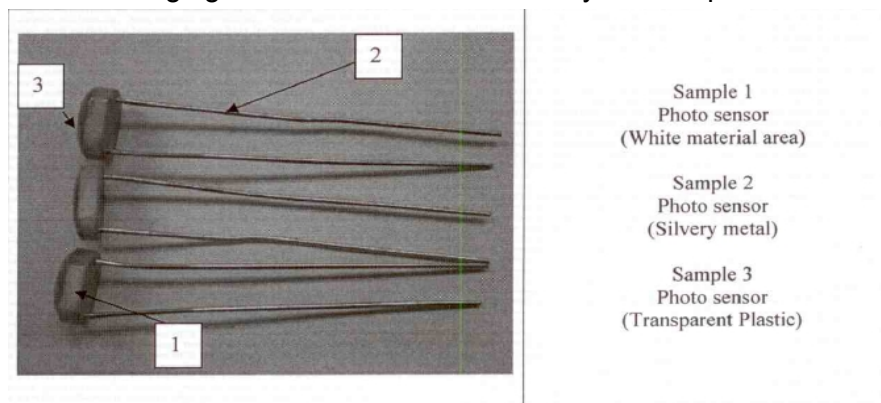 3
2
1
Sample 1
Photo sensor
(White material area)
Sample 2
Photo sensor
(Silvery metal)
Sample 3
Photo sensor
(Transparent Plastic)